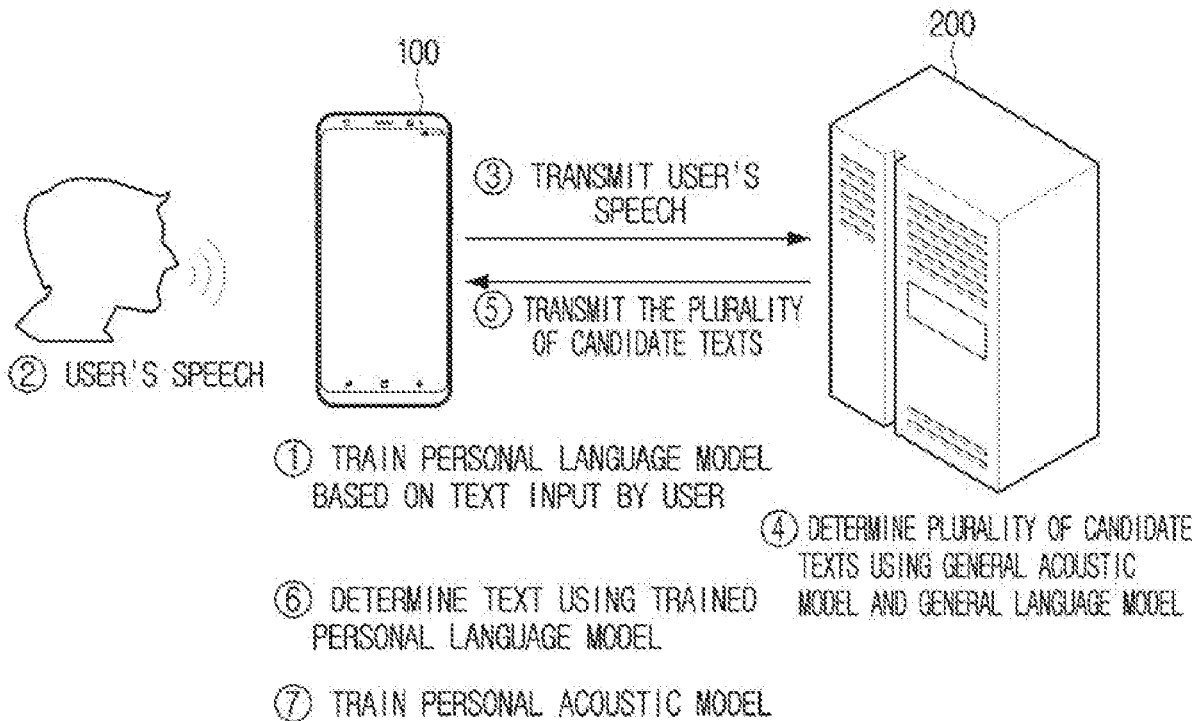 100
200
③ TRANSMIT USER'S
SPEECH
⑤ TRANSMIT THE PLURALITY
OF CANDIDATE TEXTS
② USER'S SPEECH
① TRAIN PERSONAL LANGUAGE MODEL
BASED ON TEXT INPUT BY USER
④ DETERMINE PLURALITY OF CANDIDATE
TEXTS USING GENERAL ACOUSTIC
MODEL AND GENERAL LANGUAGE MODEL
⑥ DETERMINE TEXT USING TRAINED
PERSONAL LANGUAGE MODEL
⑦ TRAIN PERSONAL ACOUSTIC MODEL